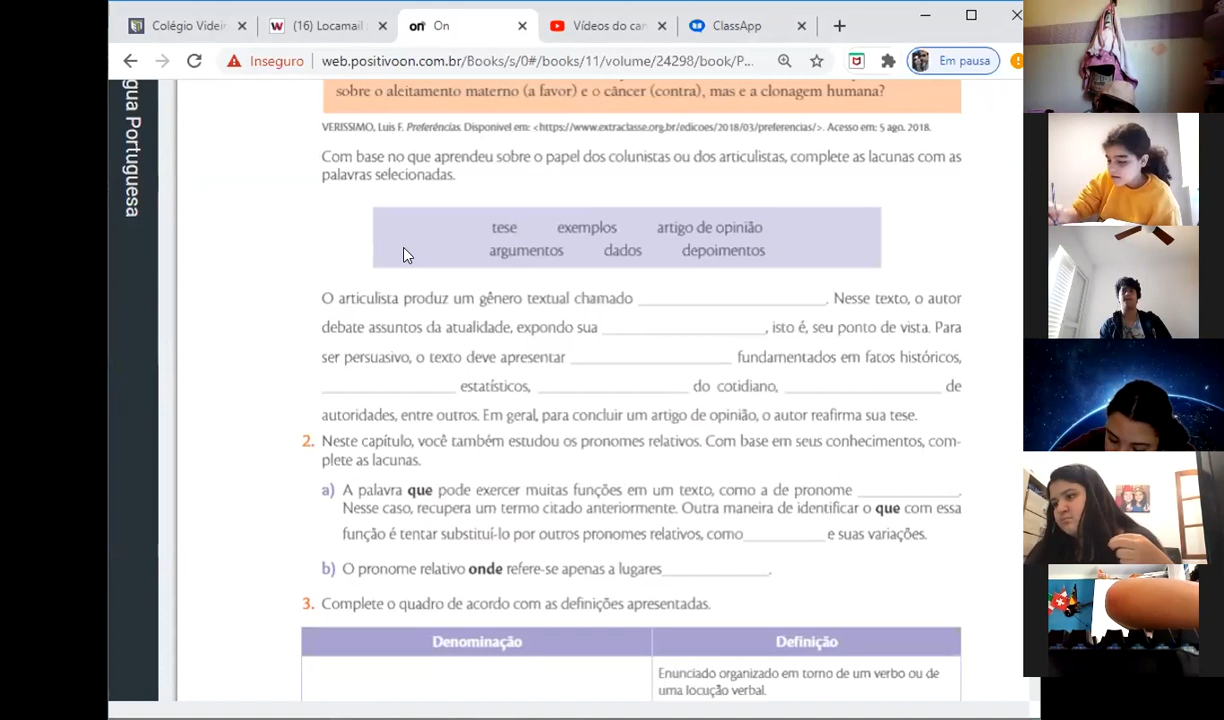 Colégio Videir
(16) Locamail
On
Vídeos do car
ClassApp
Inseguro
web.positivoon.com.br/Books/s/0#/books/11/volume/24298/book/P...
Em pausa
gua Portuguesa
sobre o aleitamento materno (a favor) e o câncer (contra), mas e a clonagem humana?
VERISSIMO, Luis F. Preferências. Disponível em: <https://www.extraclasse.org.br/edicoes/2018/03/preferencias/>. Acesso em: 5 ago. 2018.
Com base no que aprendeu sobre o papel dos colunistas ou dos articulistas, complete as lacunas com as
palavras selecionadas.
tese exemplos artigo de opinião
argumentos dados depoimentos
O articulista produz um gênero textual chamado ____. Nesse texto, o autor
debate assuntos da atualidade, expondo sua ____, isto é, seu ponto de vista. Para
ser persuasivo, o texto deve apresentar ____ fundamentados em fatos históricos,
____ estatísticos, ____ do cotidiano, ____ de
autoridades, entre outros. Em geral, para concluir um artigo de opinião, o autor reafirma sua tese.
2. Neste capítulo, você também estudou os pronomes relativos. Com base em seus conhecimentos, com-
plete as lacunas.
a) A palavra que pode exercer muitas funções em um texto, como a de pronome ____.
Nesse caso, recupera um termo citado anteriormente. Outra maneira de identificar o que com essa
função é tentar substituí-lo por outros pronomes relativos, como ____ e suas variações.
b) O pronome relativo onde refere-se apenas a lugares ____.
3. Complete o quadro de acordo com as definições apresentadas.
Denominação Definição
Enunciado organizado em torno de um verbo ou de
uma locução verbal.